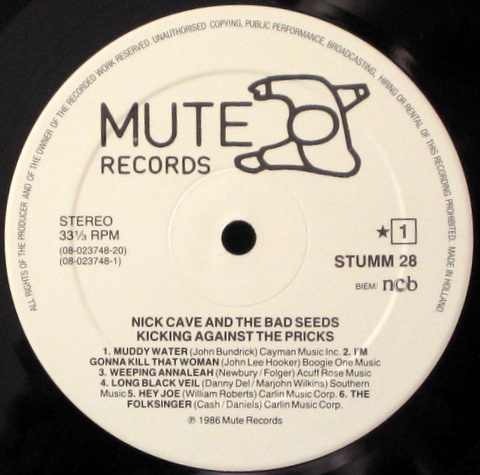 ALL RIGHTS OF THE PRODUCER AND OF THE OWNER OF THE RECORDED WORK RESERVED. UNAUTHORISED COPYING, PUBLIC PERFORMANCE, BROADCASTING, HIRING OR RENTAL OF THIS RECORDING PROHIBITED. MADE IN HOLLAND.
MUTE
RECORDS
STEREO
33⅓ RPM
(08-023748-20)
(08-023748-1)
★ 1
STUMM 28
BIEM/ ncb
NICK CAVE AND THE BAD SEEDS
KICKING AGAINST THE PRICKS
1. MUDDY WATER (John Bundrick) Cayman Music Inc. 2. I'M
GONNA KILL THAT WOMAN (John Lee Hooker) Boogie One Music
3. WEEPING ANNALEAH (Newbury / Folger) Acuff Rose Music
4. LONG BLACK VEIL (Danny Del / Marjohn Wilkins) Southern
Music 5. HEY JOE (William Roberts) Carlin Music Corp. 6. THE
FOLKSINGER (Cash / Daniels) Carlin Music Corp.
℗ 1986 Mute Records